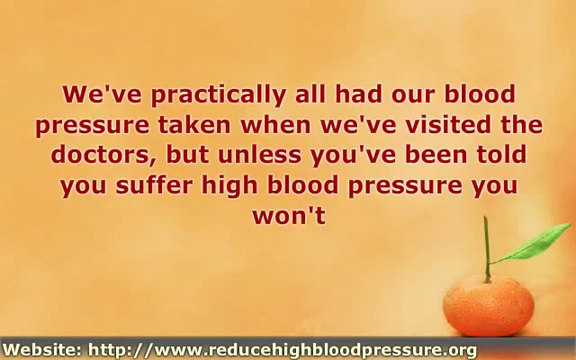 We've practically all had our blood
pressure taken when we've visited the
doctors, but unless you've been told
you suffer high blood pressure you
won't
Website: http://www.reducehighbloodpressure.org